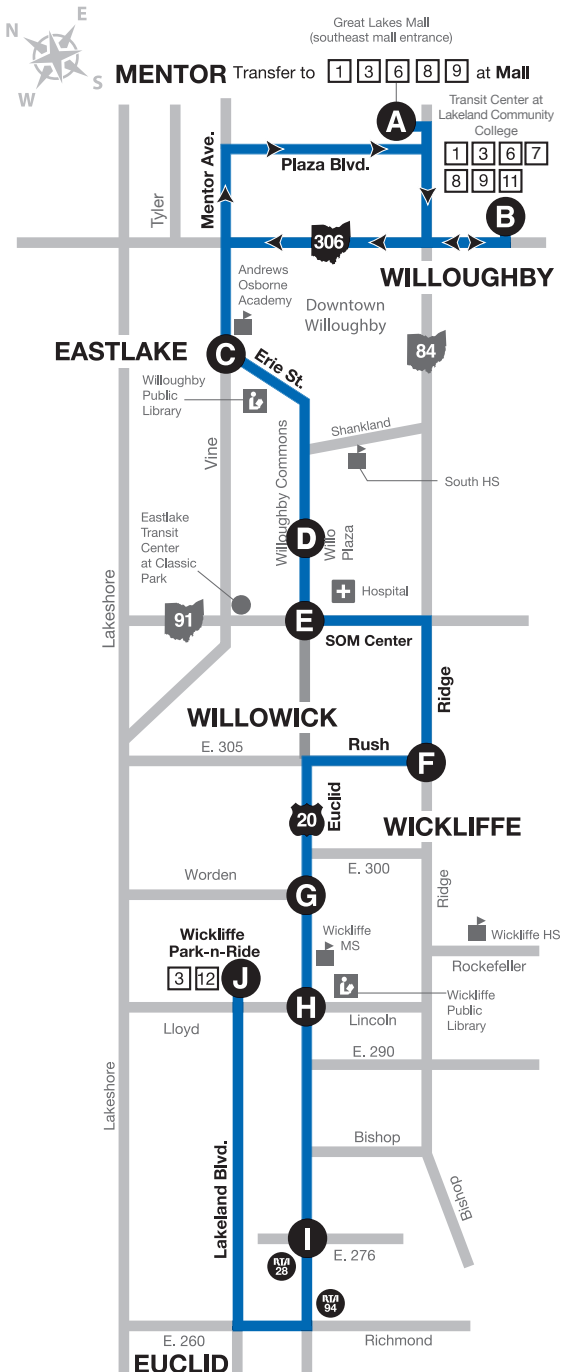 N
E
W
S
Great Lakes Mall
(southeast mall entrance)
MENTOR Transfer to 1 3 6 8 9 at Mall
A
Transit Center at
Lakeland Community
College
1 3 6 7
8 9 11
B
Tyler
Mentor Ave.
Plaza Blvd.
306
WILLOUGHBY
Andrews
Osborne
Academy
Downtown
Willoughby
EASTLAKE
C
Erie St.
84
Willoughby
Public
Library
Vine
Willoughby Commons
Shankland
South HS
D
Willo
Plaza
Eastlake
Transit
Center
at Classic
Park
Hospital
Lakeshore
91
E
SOM Center
Ridge
WILLOWICK
E. 305
Rush
F
20
Euclid
WICKLIFFE
E. 300
Worden
G
Ridge
Wickliffe
MS
Wickliffe HS
Rockefeller
Wickliffe
Park-n-Ride
3 12
J
H
Lloyd
Lincoln
Wickliffe
Public
Library
E. 290
Lakeshore
Bishop
Bishop
Lakeland Blvd.
I
E. 276
RTA
28
RTA
94
E. 260
Richmond
EUCLID